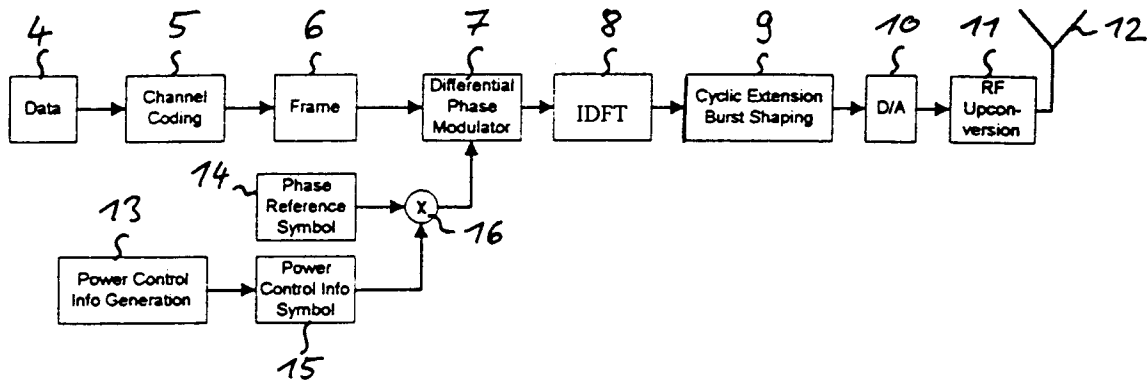 4
5
6
7
8
9
10
11
12
Data
Channel
Coding
Frame
Differential
Phase
Modulator
IDFT
Cyclic Extension
Burst Shaping
D/A
RF
Upcon-
version
14
Phase
Reference
Symbol
X
16
13
Power Control
Info Generation
Power
Control Info
Symbol
15